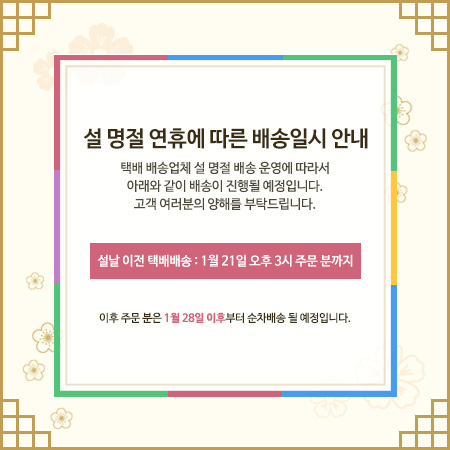 설 명절 연휴에 따른 배송일시 안내
택배 배송업체 설 명절 배송 운영에 따라서
아래와 같이 배송이 진행될 예정입니다.
고객 여러분의 양해를 부탁드립니다.
설날 이전 택배배송 : 1월 21일 오후 3시 주문 분까지
이후 주문 분은 1월 28일 이후부터 순차배송 될 예정입니다.